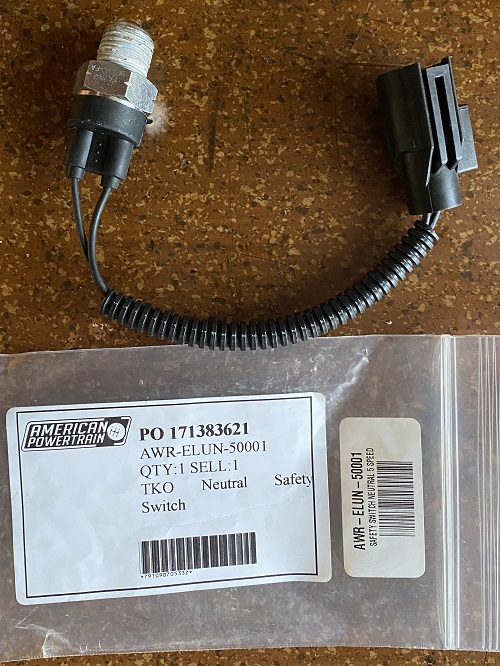 AMERICAN
POWERTRAIN
PO 171383621
AWR-ELUN-50001
QTY:1 SELL:1
TKO Neutral Safety
Switch
*791090705332*
AWR-ELUN-50001
SAFETY SWITCH NEUTRAL 5 SPEED